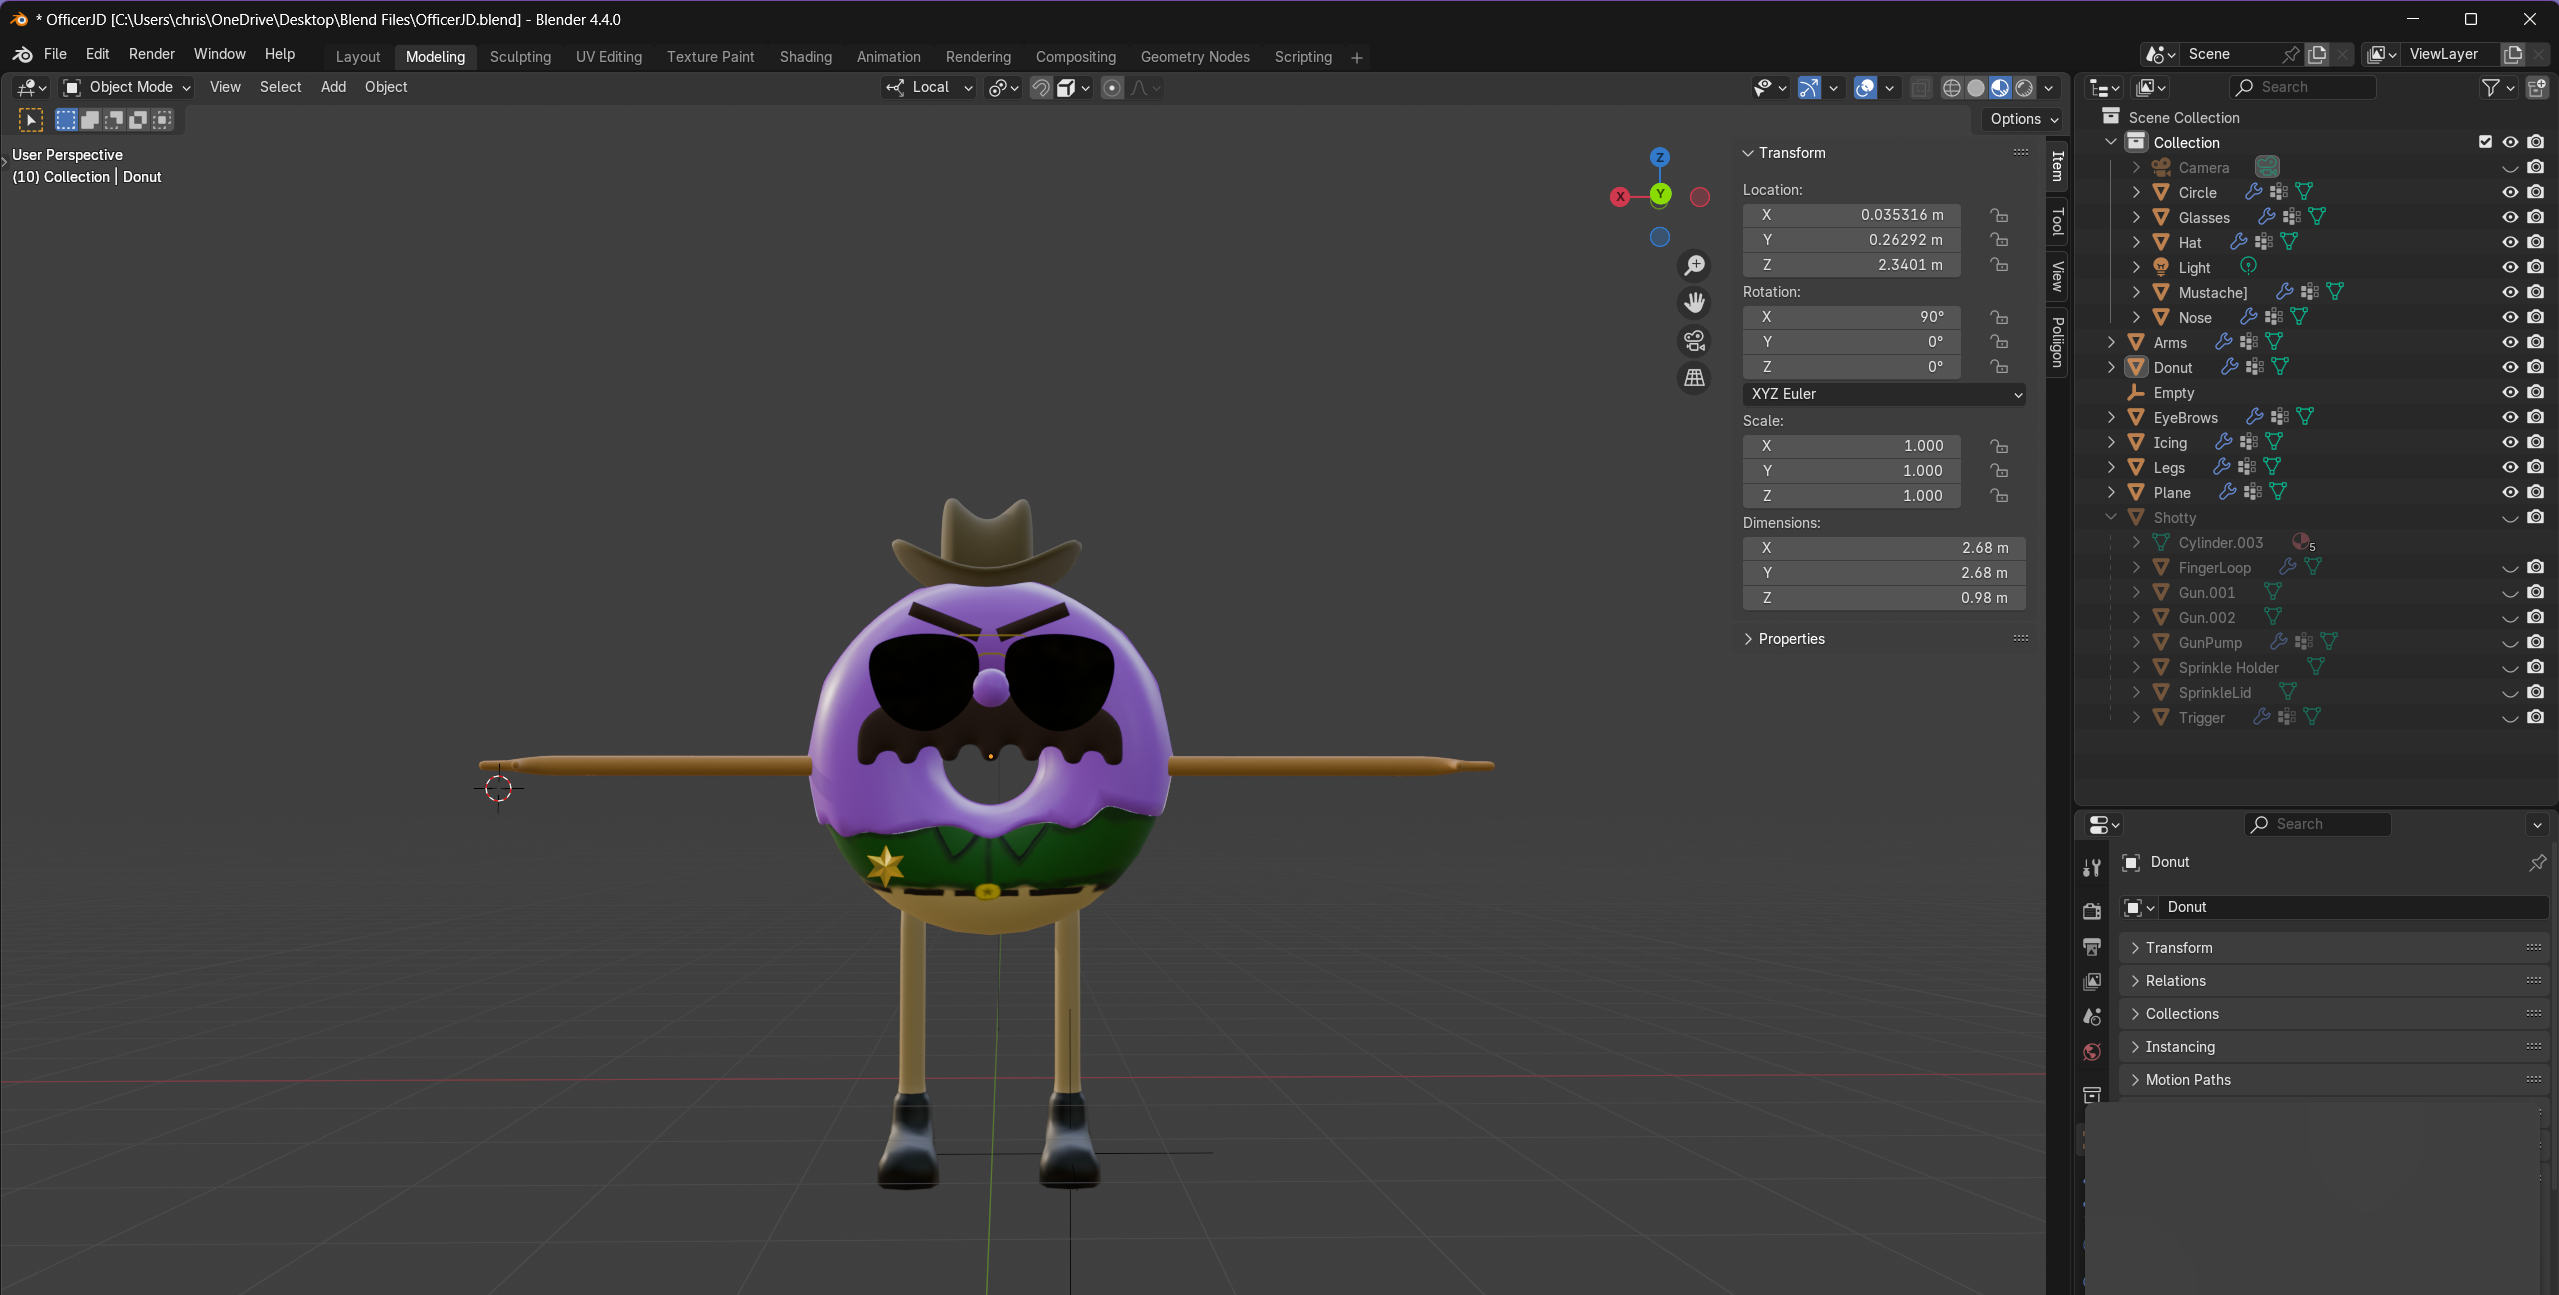 * OfficerJD [C:\Users\chris\OneDrive\Desktop\Blend Files\OfficerJD.blend] - Blender 4.4.0
File Edit Render Window Help Layout Modeling Sculpting UV Editing Texture Paint Shading Animation Rendering Compositing Geometry Nodes Scripting + Scene ViewLayer
Object Mode View Select Add Object Local Search
Options
User Perspective
(10) Collection | Donut
Z
X
Y
Transform
Location:
X 0.035316 m
Y 0.26292 m
Z 2.3401 m
Rotation:
X 90°
Y 0°
Z 0°
XYZ Euler
Scale:
X 1.000
Y 1.000
Z 1.000
Dimensions:
X 2.68 m
Y 2.68 m
Z 0.98 m
Properties
Item
Tool
View
Poliigon
Scene Collection
Collection
Camera
Circle
Glasses
Hat
Light
Mustache]
Nose
Arms
Donut
Empty
EyeBrows
Icing
Legs
Plane
Shotty
Cylinder.003 5
FingerLoop
Gun.001
Gun.002
GunPump
Sprinkle Holder
SprinkleLid
Trigger
Search
Donut
Donut
Transform
Relations
Collections
Instancing
Motion Paths